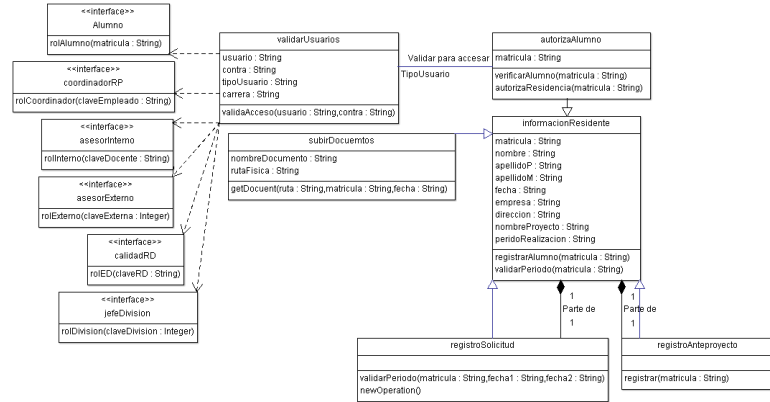 <<interface>>
Alumno
rolAlumno(matricula : String)
<<interface>>
coordinadorRP
rolCoordinador(claveEmpleado : String)
<<interface>>
asesorInterno
rolInterno(claveDocente : String)
<<interface>>
asesorExterno
rolExterno(claveExterna : Integer)
<<interface>>
calidadRD
rolED(claveRD : String)
<<interface>>
jefeDivision
rolDivision(claveDivision : Integer)
validarUsuarios
usuario : String
contra : String
tipoUsuario : String
carrera : String
validaAcceso(usuario : String,contra : String)
Validar para accesar
TipoUsuario
autorizaAlumno
matricula : String
verificarAlumno(matricula : String)
autorizaResidencia(matricula : String)
subirDocuemtos
nombreDocumento : String
rutaFisica : String
getDocuent(ruta : String,matricula : String,fecha : String)
informacionResidente
matricula : String
nombre : String
apellidoP : String
apellidoM : String
fecha : String
empresa : String
direccion : String
nombreProyecto : String
peridoRealizacion : String
registrarAlumno(matricula : String)
validarPeriodo(matricula : String)
1
Parte de
1
1
Parte de
1
registroSolicitud
validarPeriodo(matricula : String,fecha1 : String,fecha2 : String)
newOperation()
registroAnteproyecto
registrar(matricula : String)